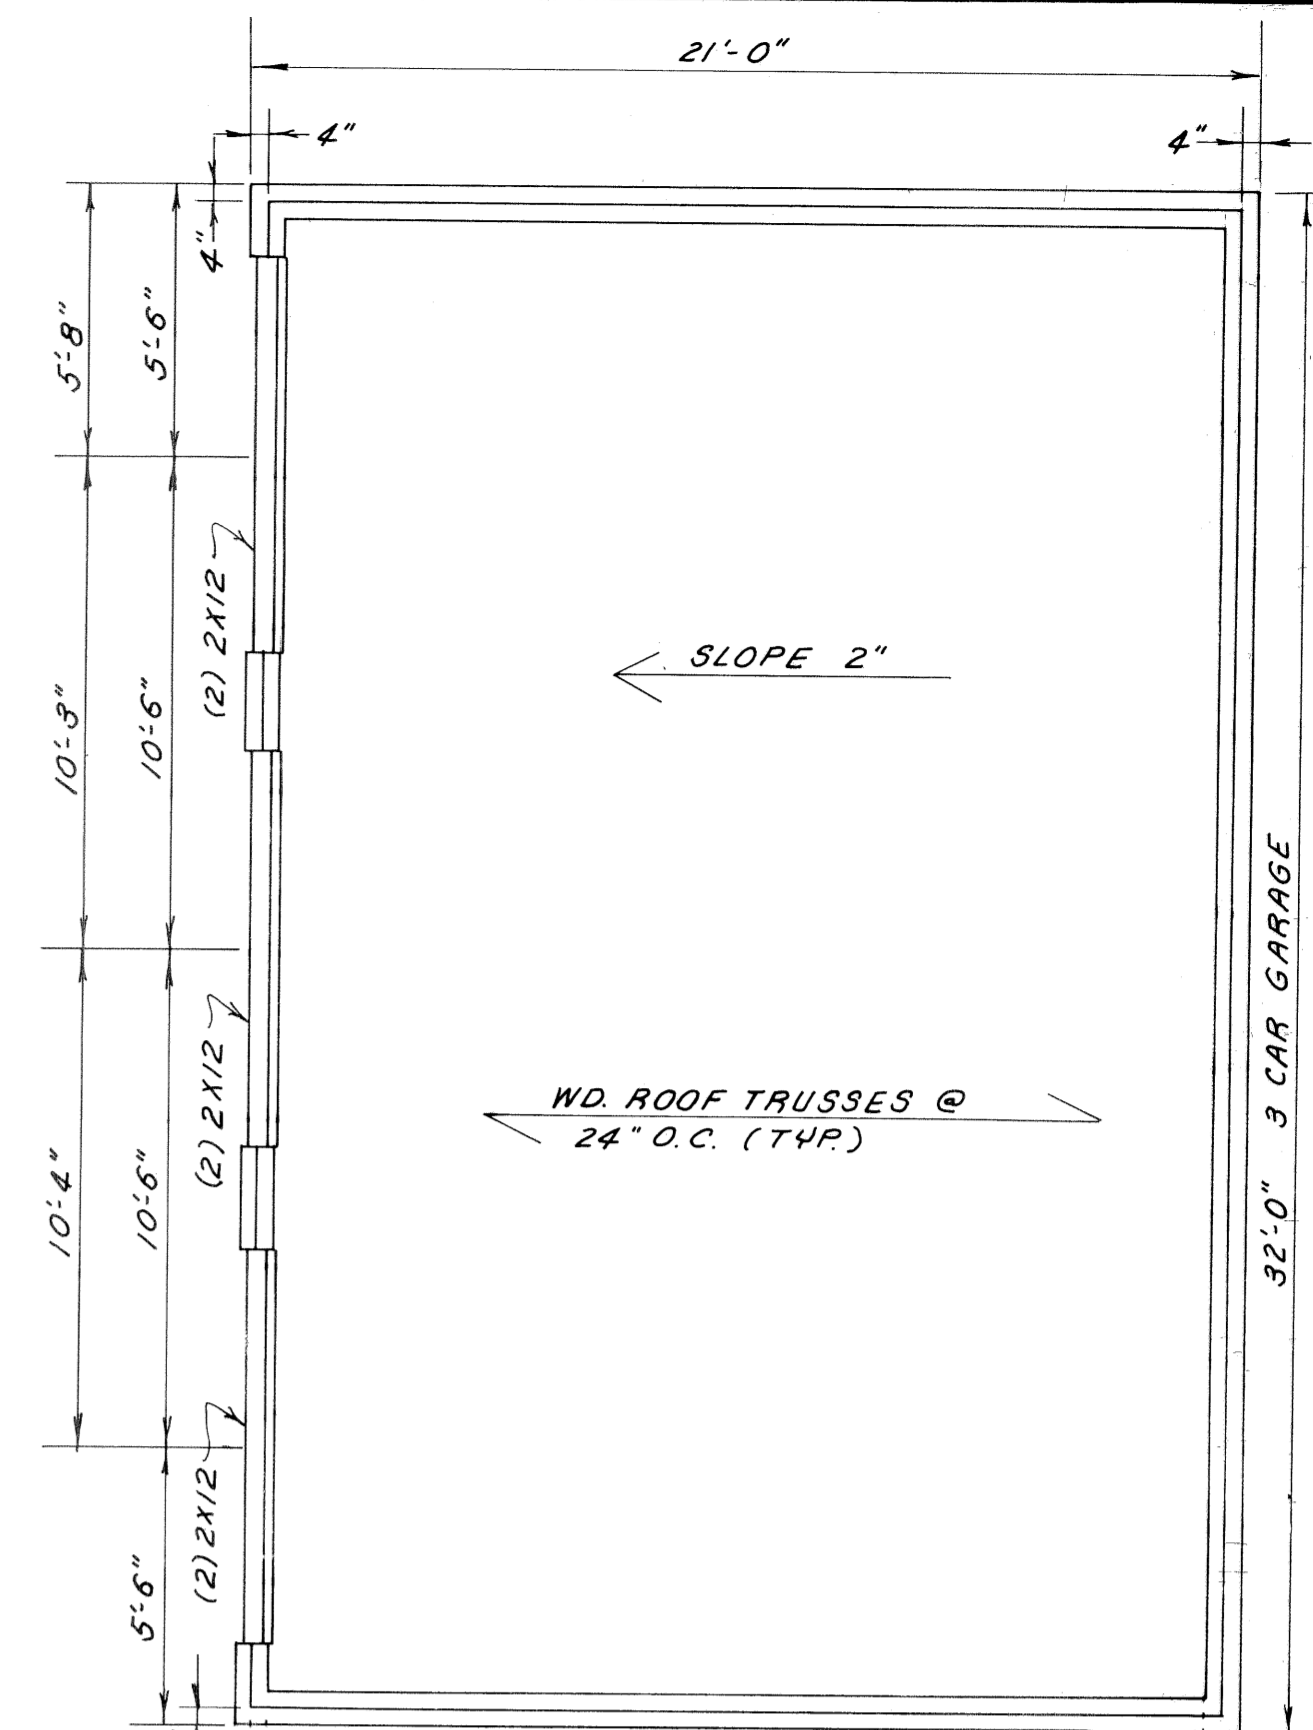 21'-0"
4"
4"
4"
5'-8"
5'-6"
(2) 2X12
10'-3"
10'-6"
SLOPE 2"
32'-0" 3 CAR GARAGE
(2) 2X12
WD. ROOF TRUSSES @
24" O.C. (TYP.)
10'-4"
10'-6"
(2) 2X12
5'-6"